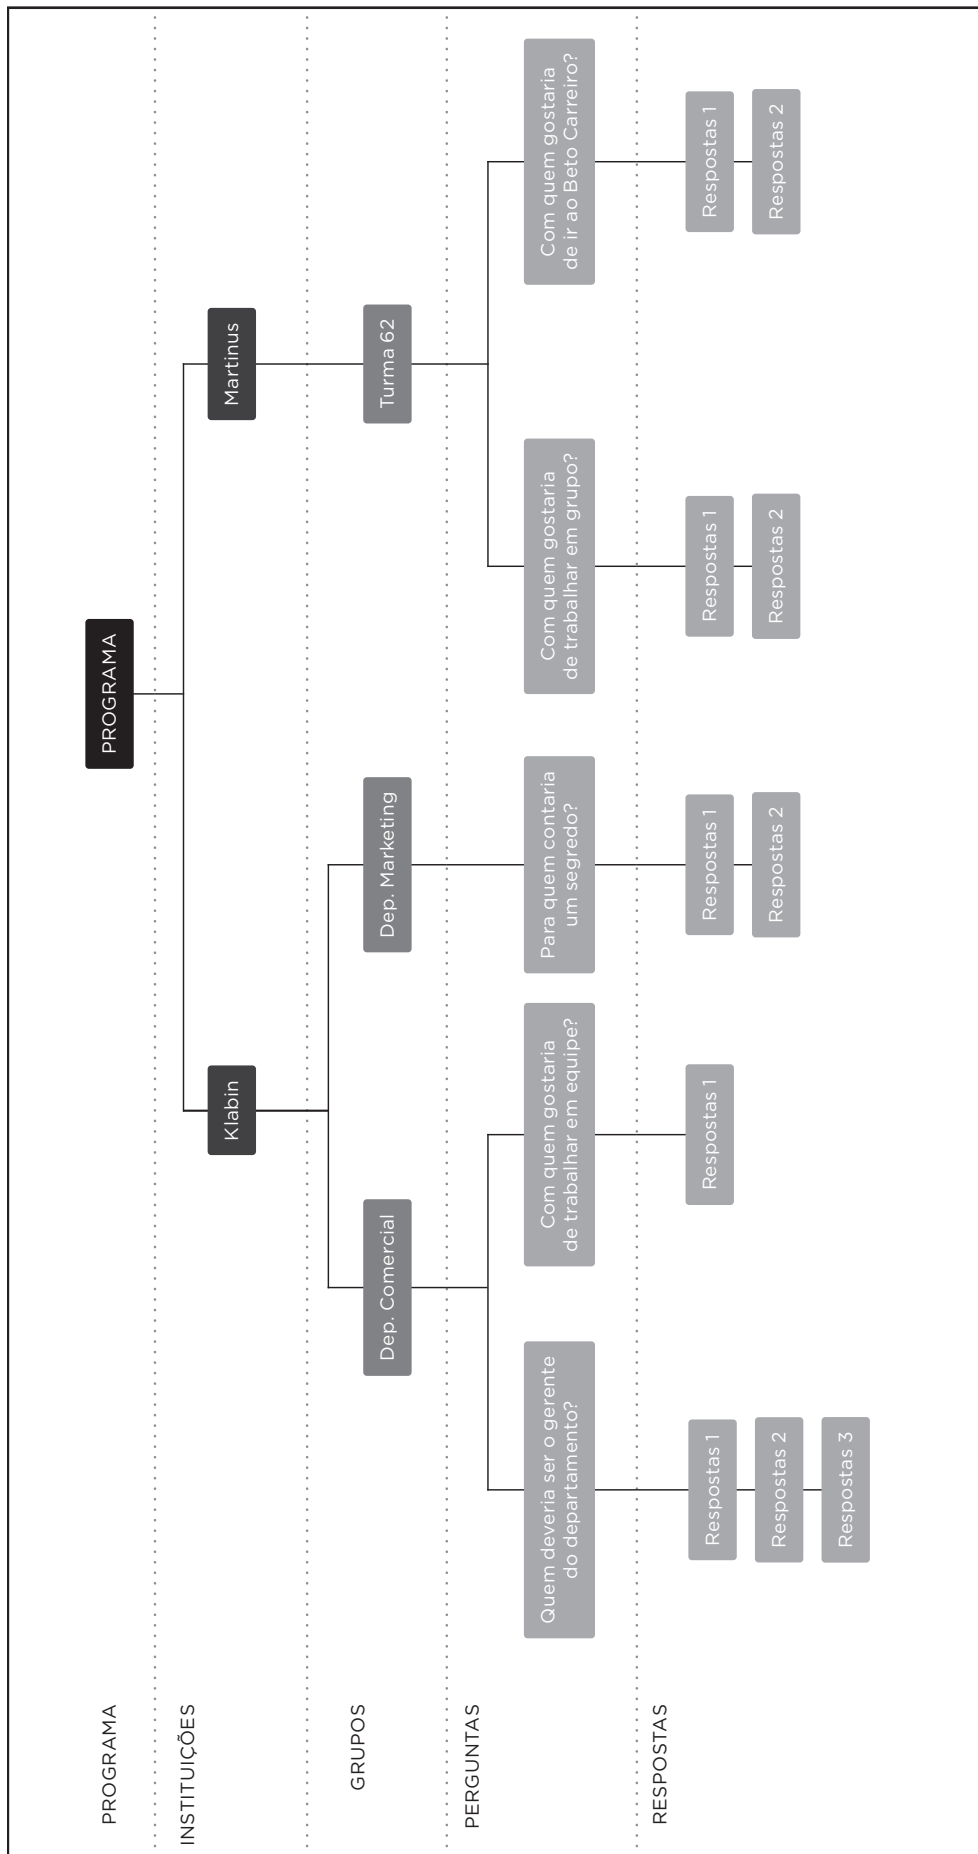 PROGRAMA
PROGRAMA
INSTITUIÇÕES
Klabin
Martinus
GRUPOS
Dep. Comercial
Dep. Marketing
Turma 62
PERGUNTAS
Quem deveria ser o gerente
do departamento?
Com quem gostaria
de trabalhar em equipe?
Para quem contaria
um segredo?
Com quem gostaria
de trabalhar em grupo?
Com quem gostaria
de ir ao Beto Carreiro?
RESPOSTAS
Respostas 1
Respostas 2
Respostas 3
Respostas 1
Respostas 1
Respostas 2
Respostas 1
Respostas 2
Respostas 1
Respostas 2